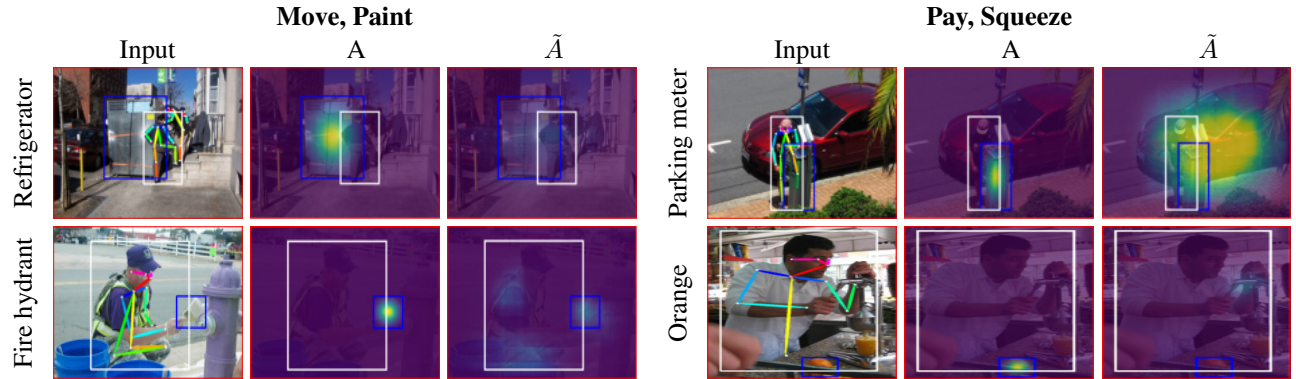 Move, Paint
Pay, Squeeze
Input A Ã
Input A Ã
Refrigerator
Parking meter
Fire hydrant
Orange